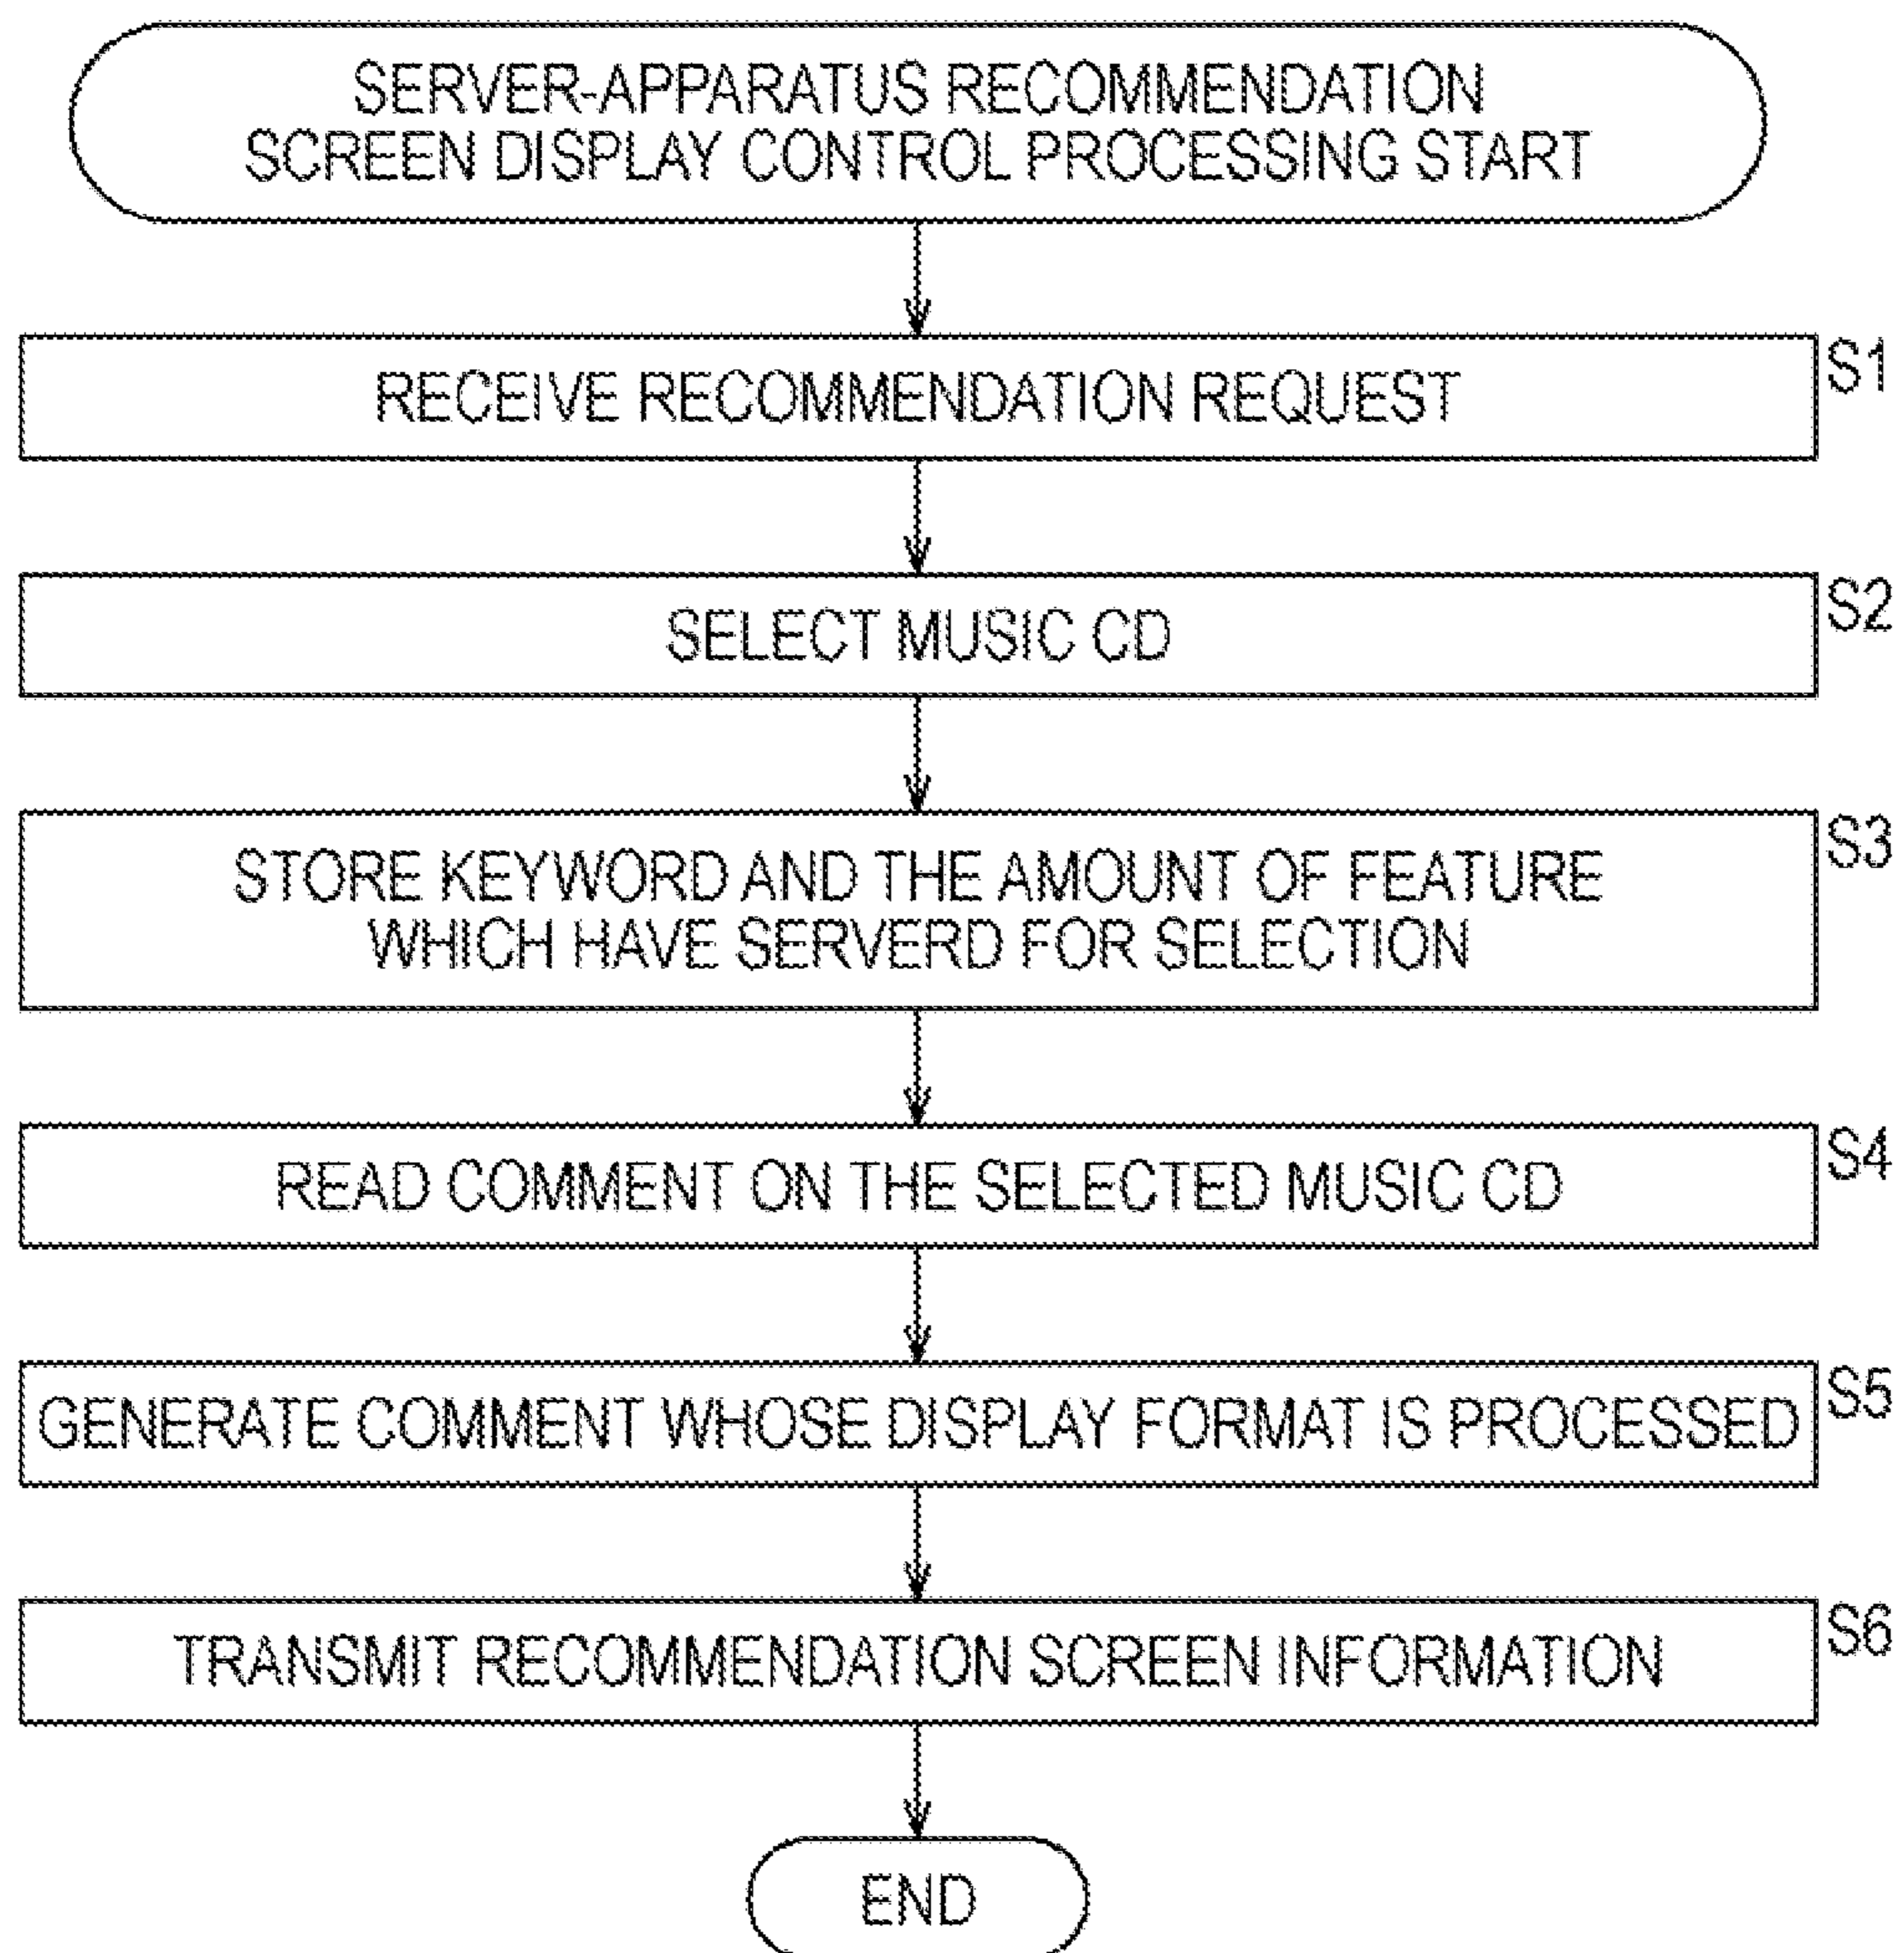 SERVER-APPARATUS RECOMMENDATION
SCREEN DISPLAY CONTROL PROCESSING START
S1
RECEIVE RECOMMENDATION REQUEST
S2
SELECT MUSIC CD
S3
STORE KEYWORD AND THE AMOUNT OF FEATURE
WHICH HAVE SERVERD FOR SELECTION
S4
READ COMMENT ON THE SELECTED MUSIC CD
S5
GENERATE COMMENT WHOSE DISPLAY FORMAT IS PROCESSED
S6
TRANSMIT RECOMMENDATION SCREEN INFORMATION
END